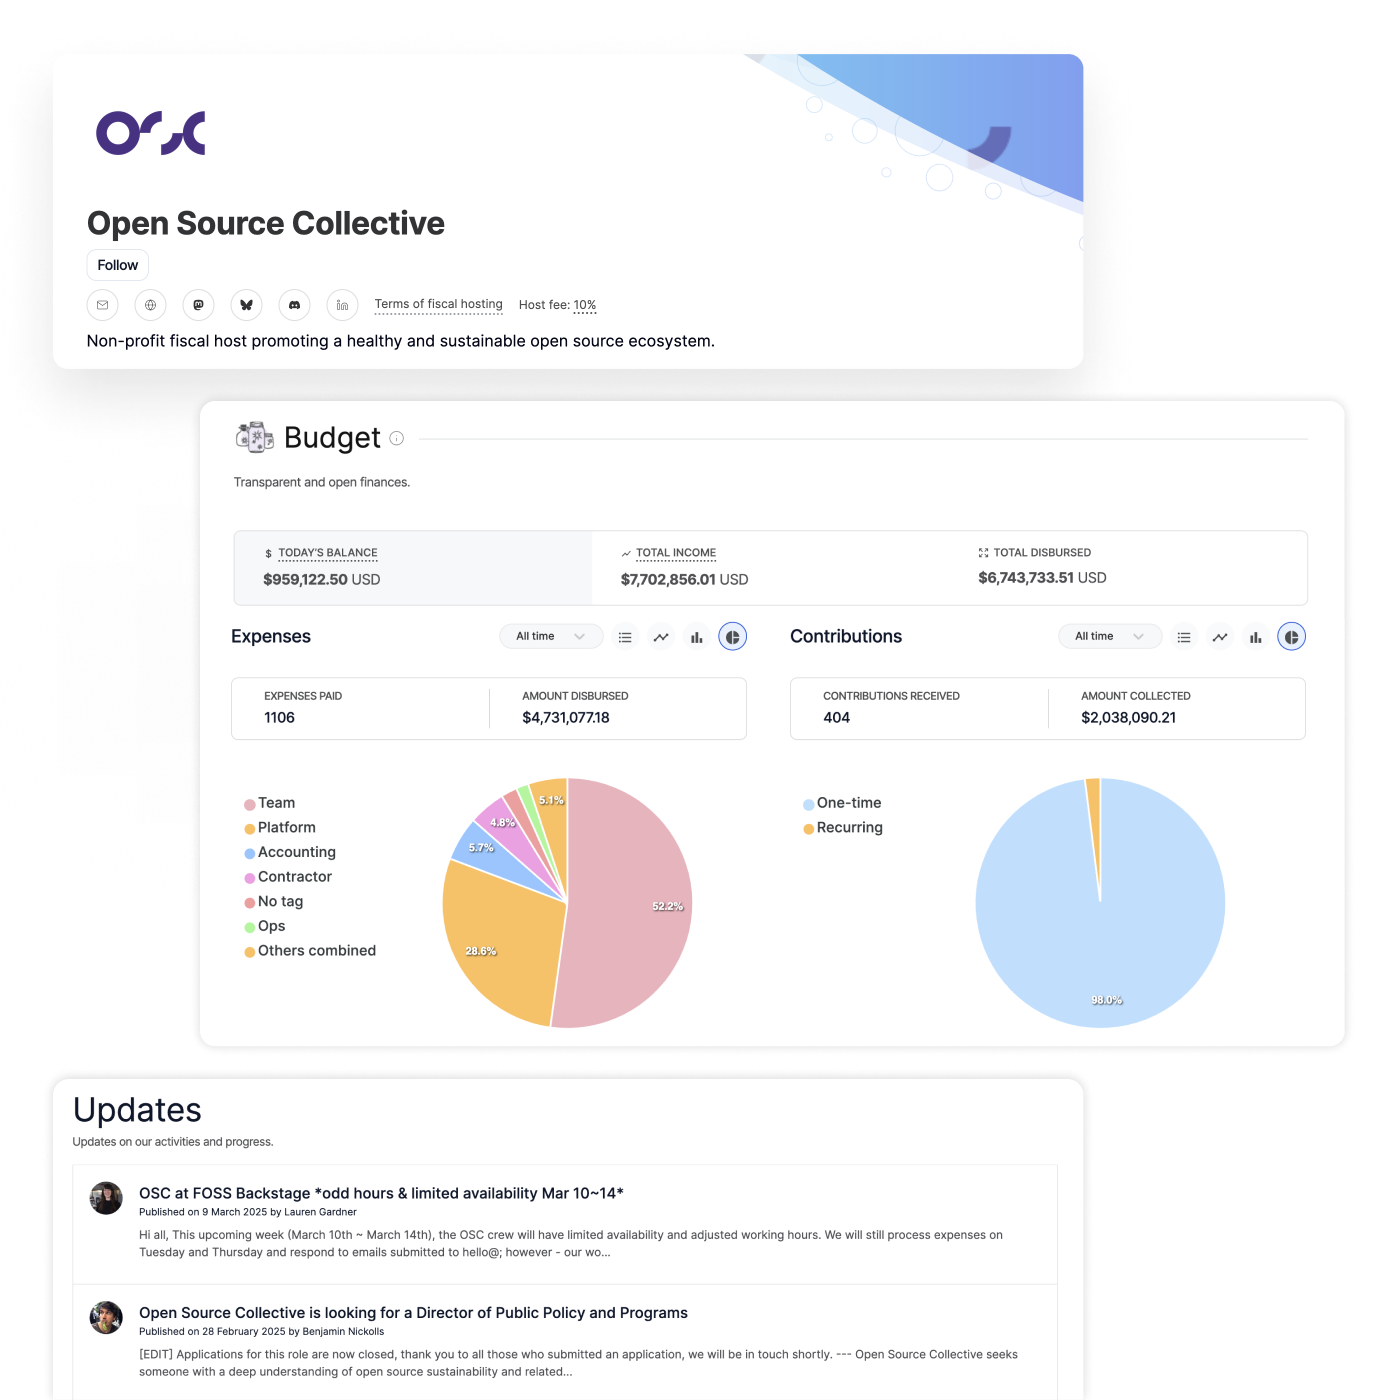 OSC
Open Source Collective
Follow
Terms of fiscal hosting Host fee: 10%
Non-profit fiscal host promoting a healthy and sustainable open source ecosystem.
Budget
Transparent and open finances.
$ TODAY'S BALANCE
$959,122.50 USD
TOTAL INCOME
$7,702,856.01 USD
TOTAL DISBURSED
$6,743,733.51 USD
Expenses
All time
EXPENSES PAID
1106
AMOUNT DISBURSED
$4,731,077.18
Team
Platform
Accounting
Contractor
No tag
Ops
Others combined
5.1%
4.8%
5.7%
52.2%
28.6%
Contributions
All time
CONTRIBUTIONS RECEIVED
404
AMOUNT COLLECTED
$2,038,090.21
One-time
Recurring
98.0%
Updates
Updates on our activities and progress.
OSC at FOSS Backstage *odd hours & limited availability Mar 10~14*
Published on 9 March 2025 by Lauren Gardner
Hi all, This upcoming week (March 10th ~ March 14th), the OSC crew will have limited availability and adjusted working hours. We will still process expenses on
Tuesday and Thursday and respond to emails submitted to hello@; however - our wo...
Open Source Collective is looking for a Director of Public Policy and Programs
Published on 28 February 2025 by Benjamin Nickolls
[EDIT] Applications for this role are now closed, thank you to all those who submitted an application, we will be in touch shortly. --- Open Source Collective seeks
someone with a deep understanding of open source sustainability and related...